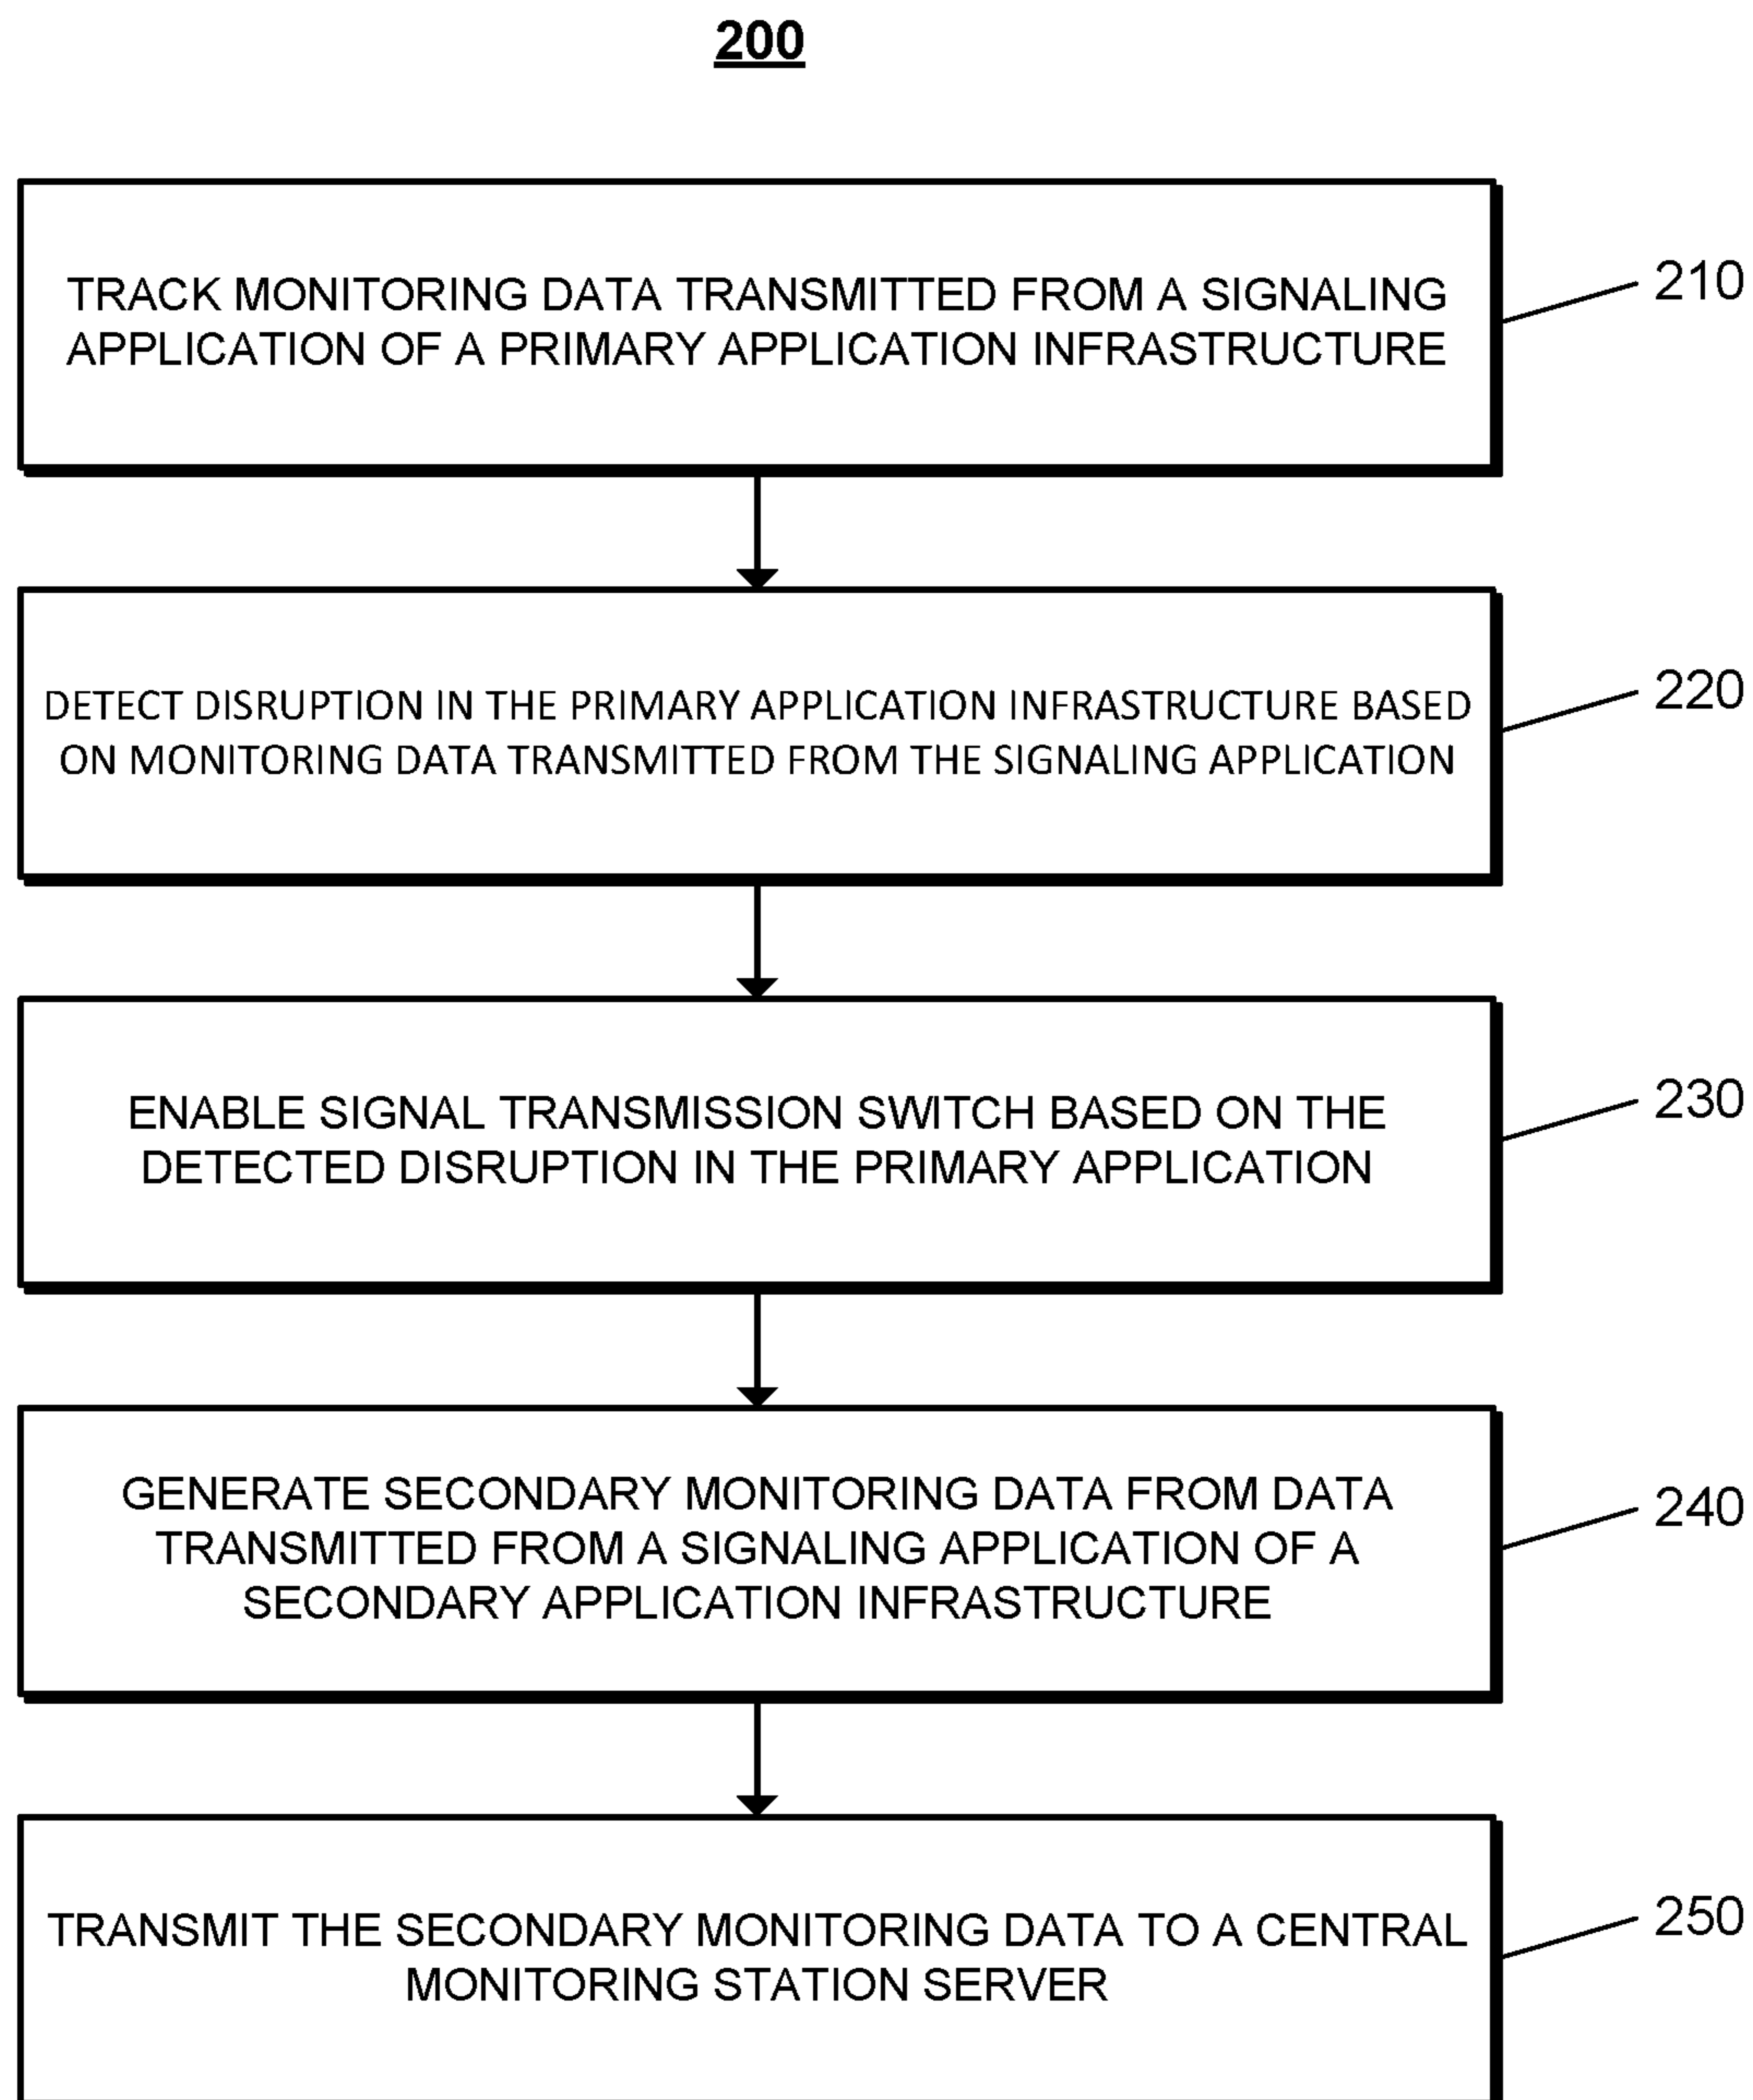 200
TRACK MONITORING DATA TRANSMITTED FROM A SIGNALING
APPLICATION OF A PRIMARY APPLICATION INFRASTRUCTURE
210
DETECT DISRUPTION IN THE PRIMARY APPLICATION INFRASTRUCTURE BASED
ON MONITORING DATA TRANSMITTED FROM THE SIGNALING APPLICATION
220
ENABLE SIGNAL TRANSMISSION SWITCH BASED ON THE
DETECTED DISRUPTION IN THE PRIMARY APPLICATION
230
GENERATE SECONDARY MONITORING DATA FROM DATA
TRANSMITTED FROM A SIGNALING APPLICATION OF A
SECONDARY APPLICATION INFRASTRUCTURE
240
TRANSMIT THE SECONDARY MONITORING DATA TO A CENTRAL
MONITORING STATION SERVER
250